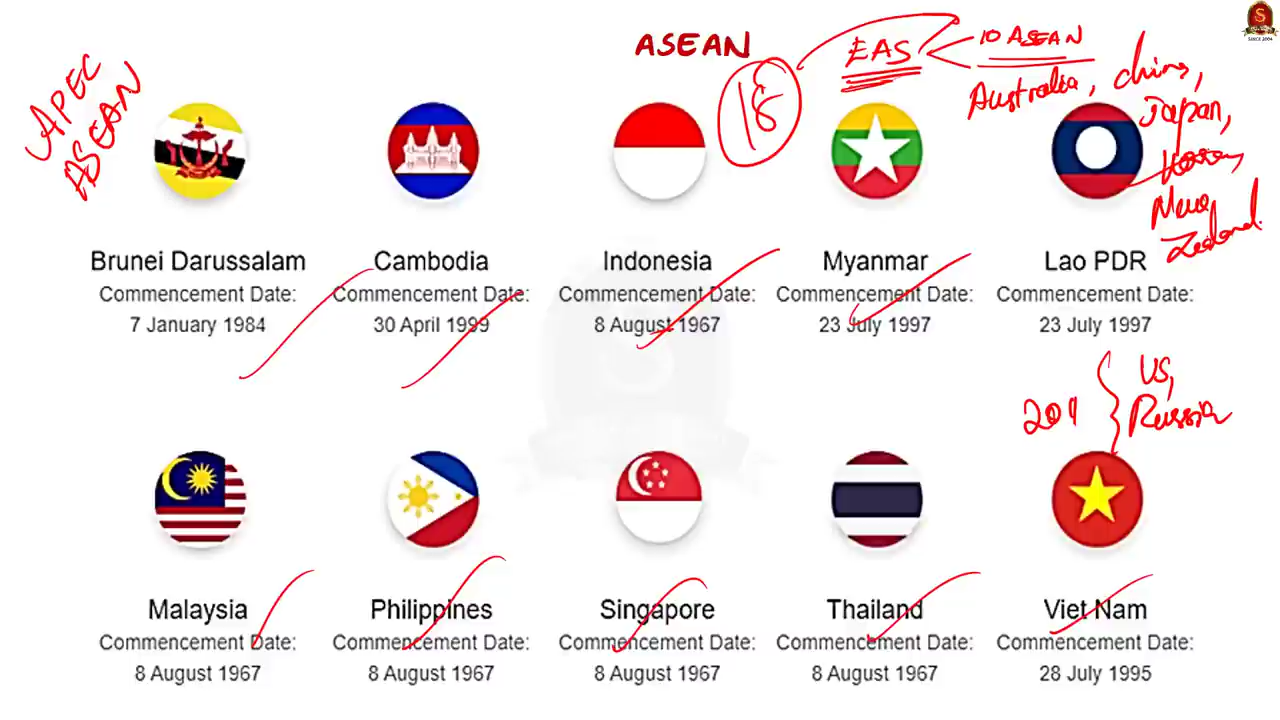 ASEAN
APEC
ASEAN
18
EAS
10 ASEAN
Australia, China,
Japan,
Korea,
New
Zealand.
Brunei Darussalam
Commencement Date:
7 January 1984
Cambodia
Commencement Date:
30 April 1999
Indonesia
Commencement Date:
8 August 1967
Myanmar
Commencement Date:
23 July 1997
Lao PDR
Commencement Date:
23 July 1997
US,
Russia
Malaysia
Commencement Date:
8 August 1967
Philippines
Commencement Date:
8 August 1967
Singapore
Commencement Date:
8 August 1967
Thailand
Commencement Date:
8 August 1967
Viet Nam
Commencement Date:
28 July 1995